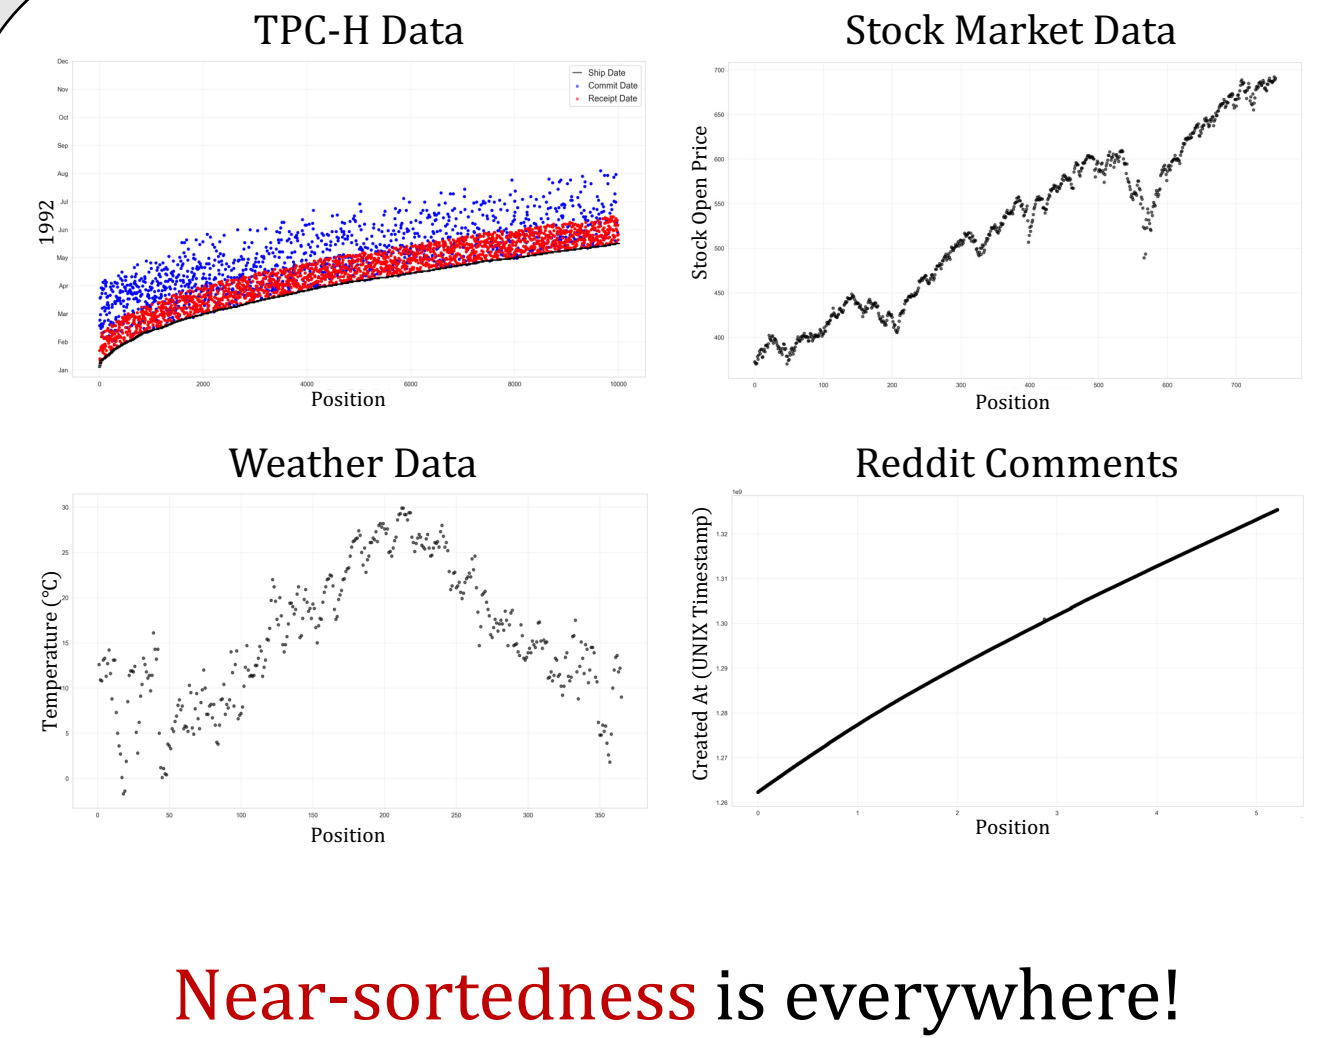 TPC-H Data
Dec
Nov
Oct
Sep
Aug
Jul
Jun
May
Apr
Mar
Feb
Jan
1992
Ship Date
Commit Date
Receipt Date
0 2000 4000 6000 8000 10000
Position
Stock Market Data
700
650
600
550
500
450
400
Stock Open Price
0 100 200 300 400 500 600 700
Position
Weather Data
30
25
20
15
10
5
0
Temperature (°C)
0 50 100 150 200 250 300 350
Position
Reddit Comments
1e9
1.32
1.31
1.30
1.29
1.28
1.27
1.26
Created At (UNIX Timestamp)
0 1 2 3 4 5
Position
Near-sortedness is everywhere!